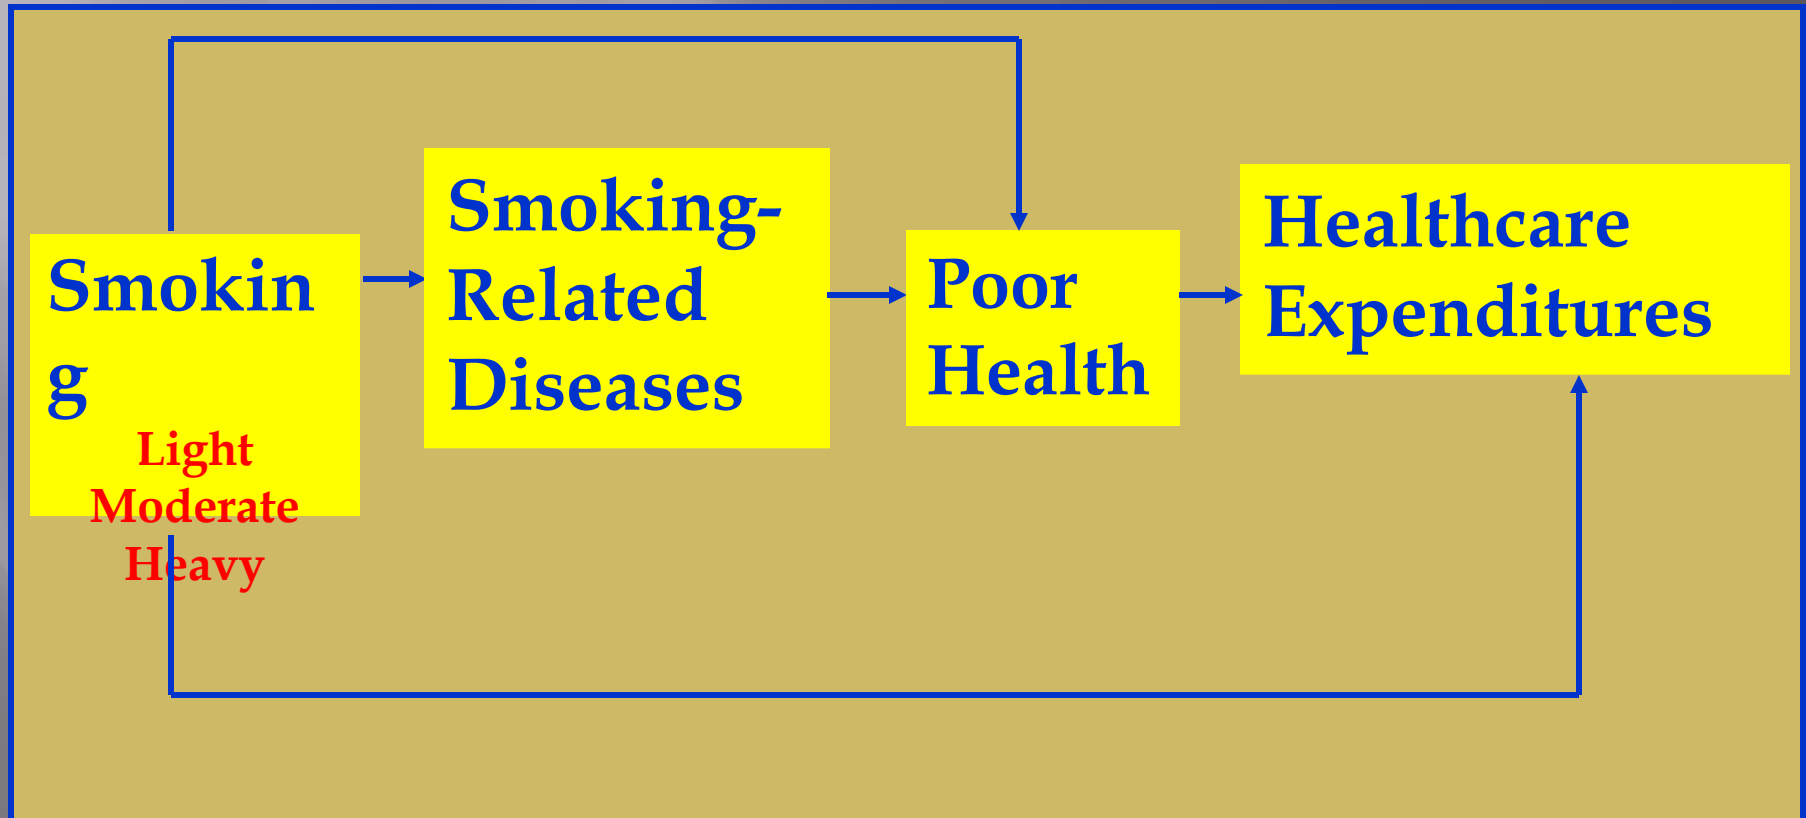 Smokin
g
Light
Moderate
Heavy
Smoking-
Related
Diseases
Poor
Health
Healthcare
Expenditures